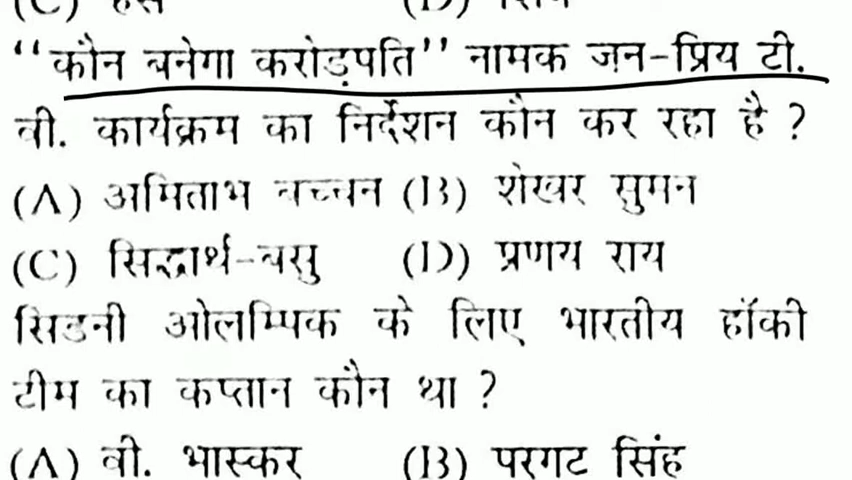 (C) हंस (D) शिव
“कौन बनेगा करोड़पति” नामक जन-प्रिय टी.
वी. कार्यक्रम का निर्देशन कौन कर रहा है ?
(A) अमिताभ बच्चन (B) शेखर सुमन
(C) सिद्धार्थ-बसु (D) प्रणय राय
सिडनी ओलम्पिक के लिए भारतीय हॉकी
टीम का कप्तान कौन था ?
(A) वी. भास्कर (B) परगट सिंह